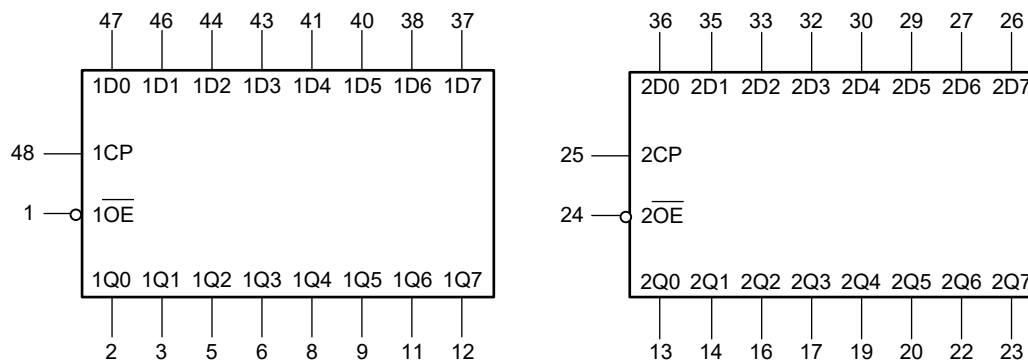 47 46 44 43 41 40 38 37
1D0 1D1 1D2 1D3 1D4 1D5 1D6 1D7
48 1CP
1 1O̅E̅
1Q0 1Q1 1Q2 1Q3 1Q4 1Q5 1Q6 1Q7
2 3 5 6 8 9 11 12
36 35 33 32 30 29 27 26
2D0 2D1 2D2 2D3 2D4 2D5 2D6 2D7
25 2CP
24 2O̅E̅
2Q0 2Q1 2Q2 2Q3 2Q4 2Q5 2Q6 2Q7
13 14 16 17 19 20 22 23